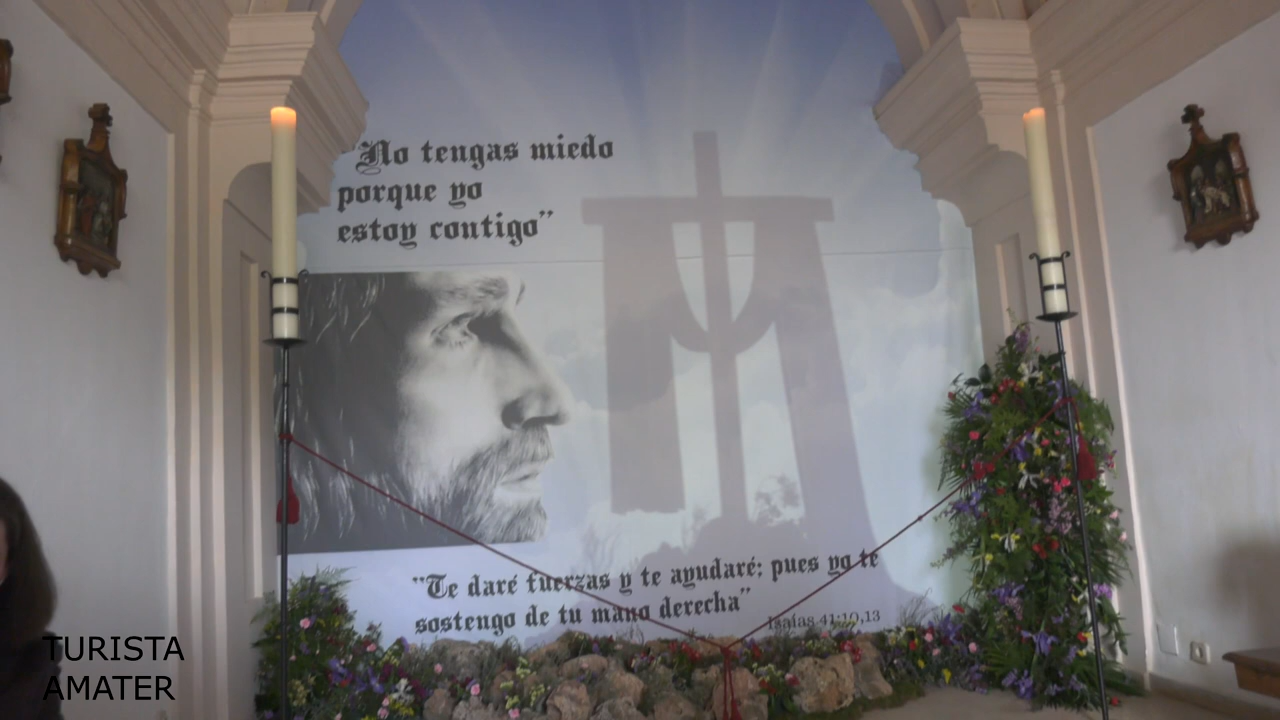 "No tengas miedo
porque yo
estoy contigo"
"Te daré fuerzas y te ayudaré; pues yo te
sostengo de tu mano derecha"
Isaías 41:10,13
TURISTA
AMATER